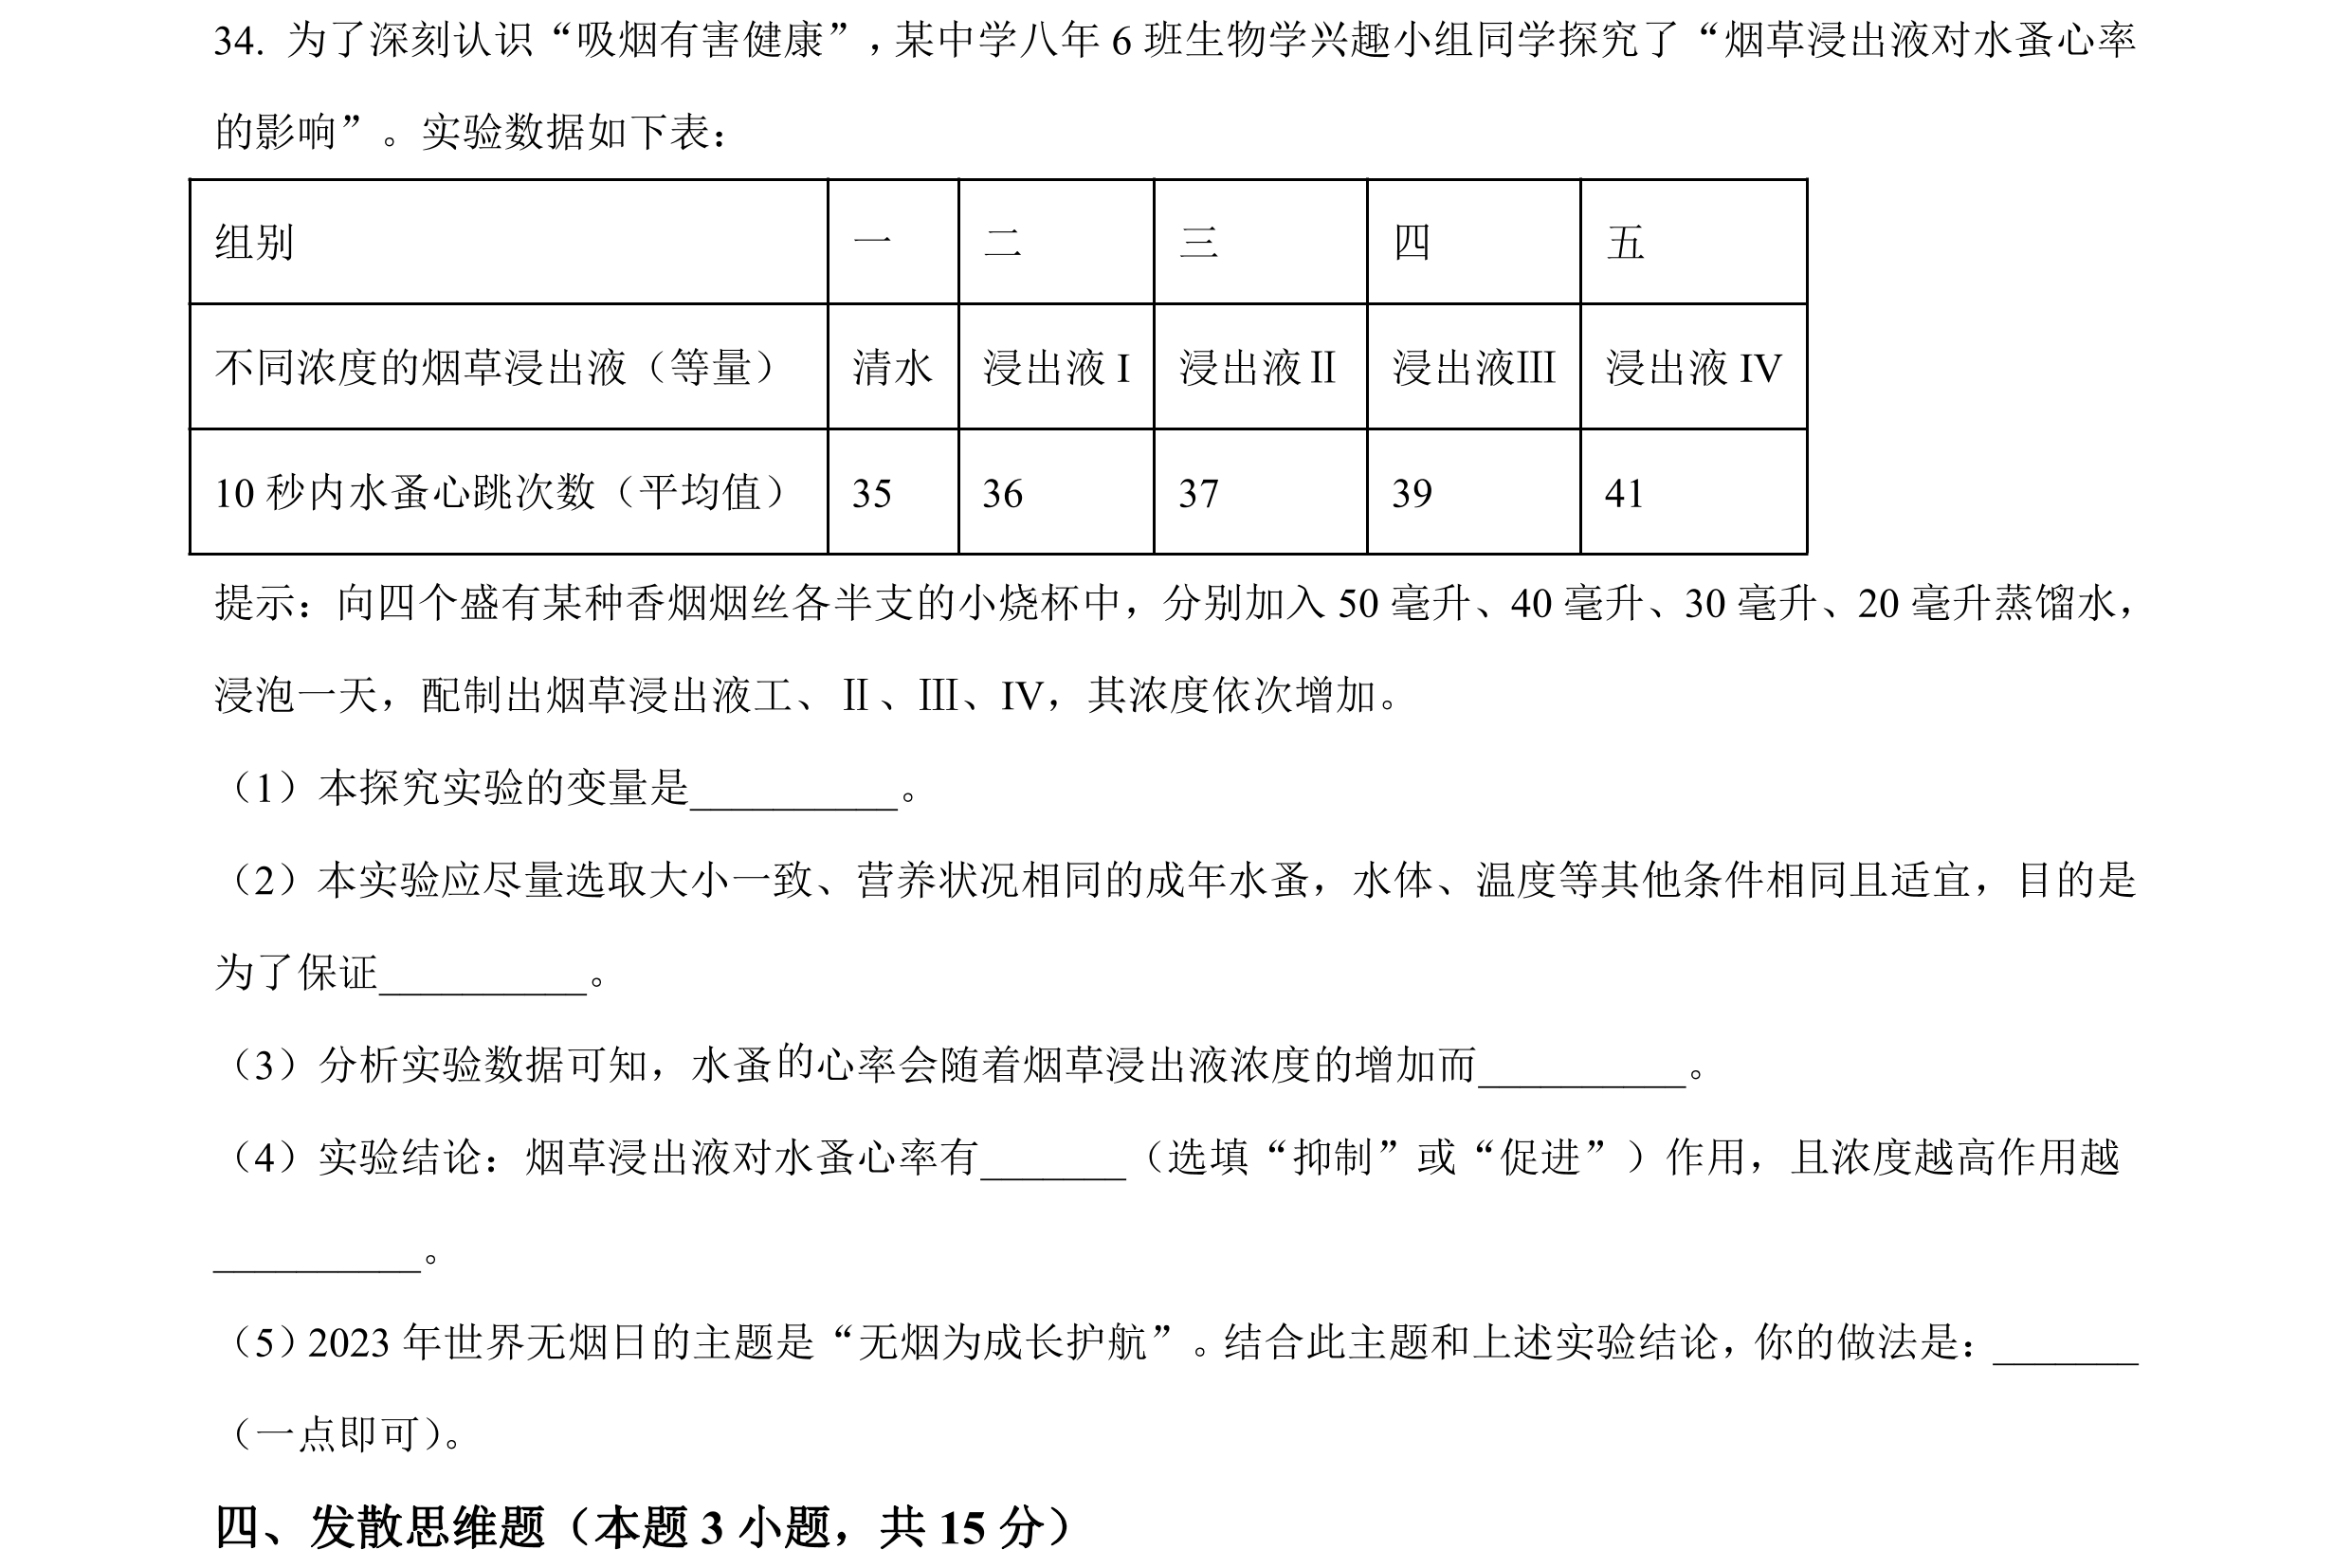 34. 为了深刻认识“吸烟有害健康”,某中学八年 6 班生物学兴趣小组同学探究了“烟草浸出液对水蚤心率
的影响”。实验数据如下表：
组别 一 二 三 四 五
不同浓度的烟草浸出液（等量） 清水 浸出液 I 浸出液Ⅱ 浸出液Ⅲ 浸出液 IV
10 秒内水蚤心跳次数（平均值） 35 36 37 39 41
提示：向四个盛有某种香烟烟丝各半支的小烧杯中，分别加入 50 毫升、40 毫升、30 毫升、20 毫升蒸馏水，
浸泡一天，配制出烟草浸出液工、Ⅱ、Ⅲ、IV，其浓度依次增加。
（1）本探究实验的变量是__________。
（2）本实验应尽量选取大小一致、营养状况相同的成年水蚤，水体、温度等其他条件相同且适宜，目的是
为了保证__________。
（3）分析实验数据可知，水蚤的心率会随着烟草浸出液浓度的增加而__________。
（4）实验结论：烟草浸出液对水蚤心率有_______（选填“抑制”或“促进”）作用，且浓度越高作用越
__________。
（5）2023 年世界无烟日的主题是“无烟为成长护航”。结合此主题和上述实验结论，你的做法是：_______
（一点即可）。
四、发散思维题（本题 3 小题，共 15 分）